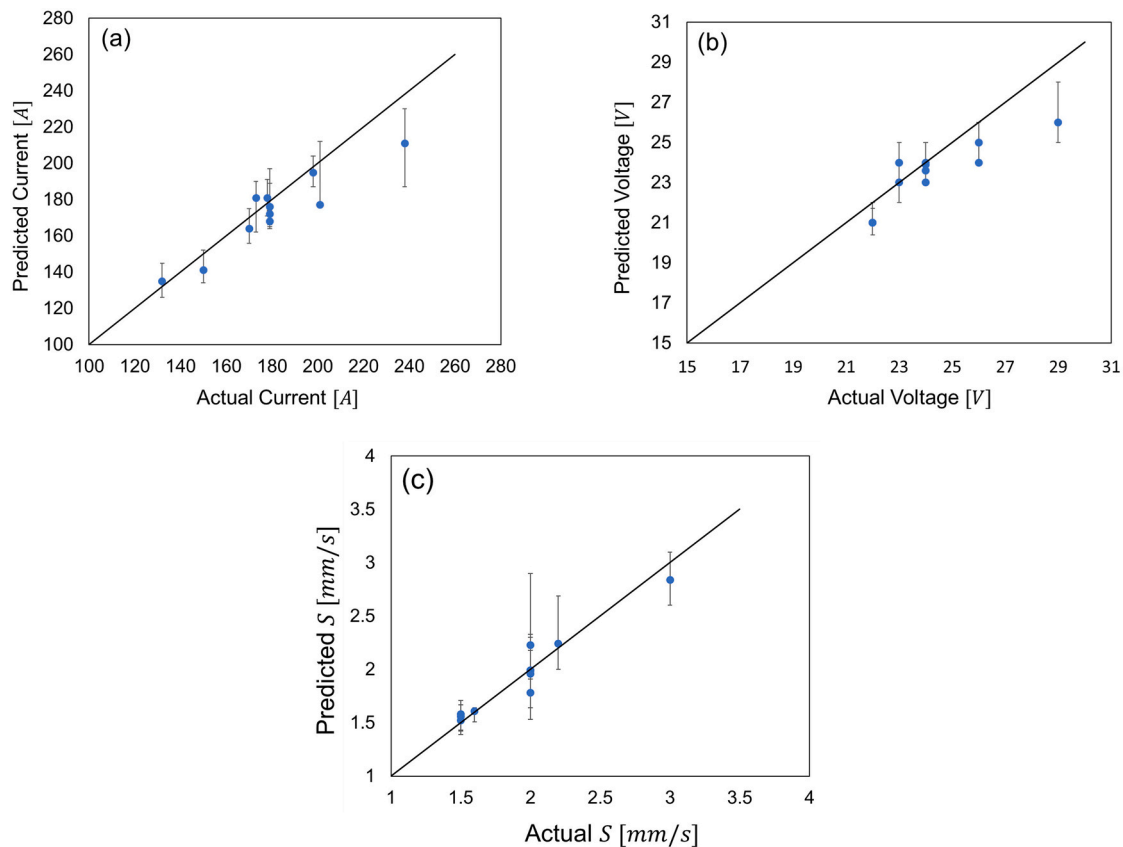 (a)
280
260
240
220
200
180
160
140
120
100
100 120 140 160 180 200 220 240 260 280
Predicted Current [A]
Actual Current [A]
(b)
31
29
27
25
23
21
19
17
15
15 17 19 21 23 25 27 29 31
Predicted Voltage [V]
Actual Voltage [V]
(c)
4
3.5
3
2.5
2
1.5
1
1 1.5 2 2.5 3 3.5 4
Predicted S [mm/s]
Actual S [mm/s]